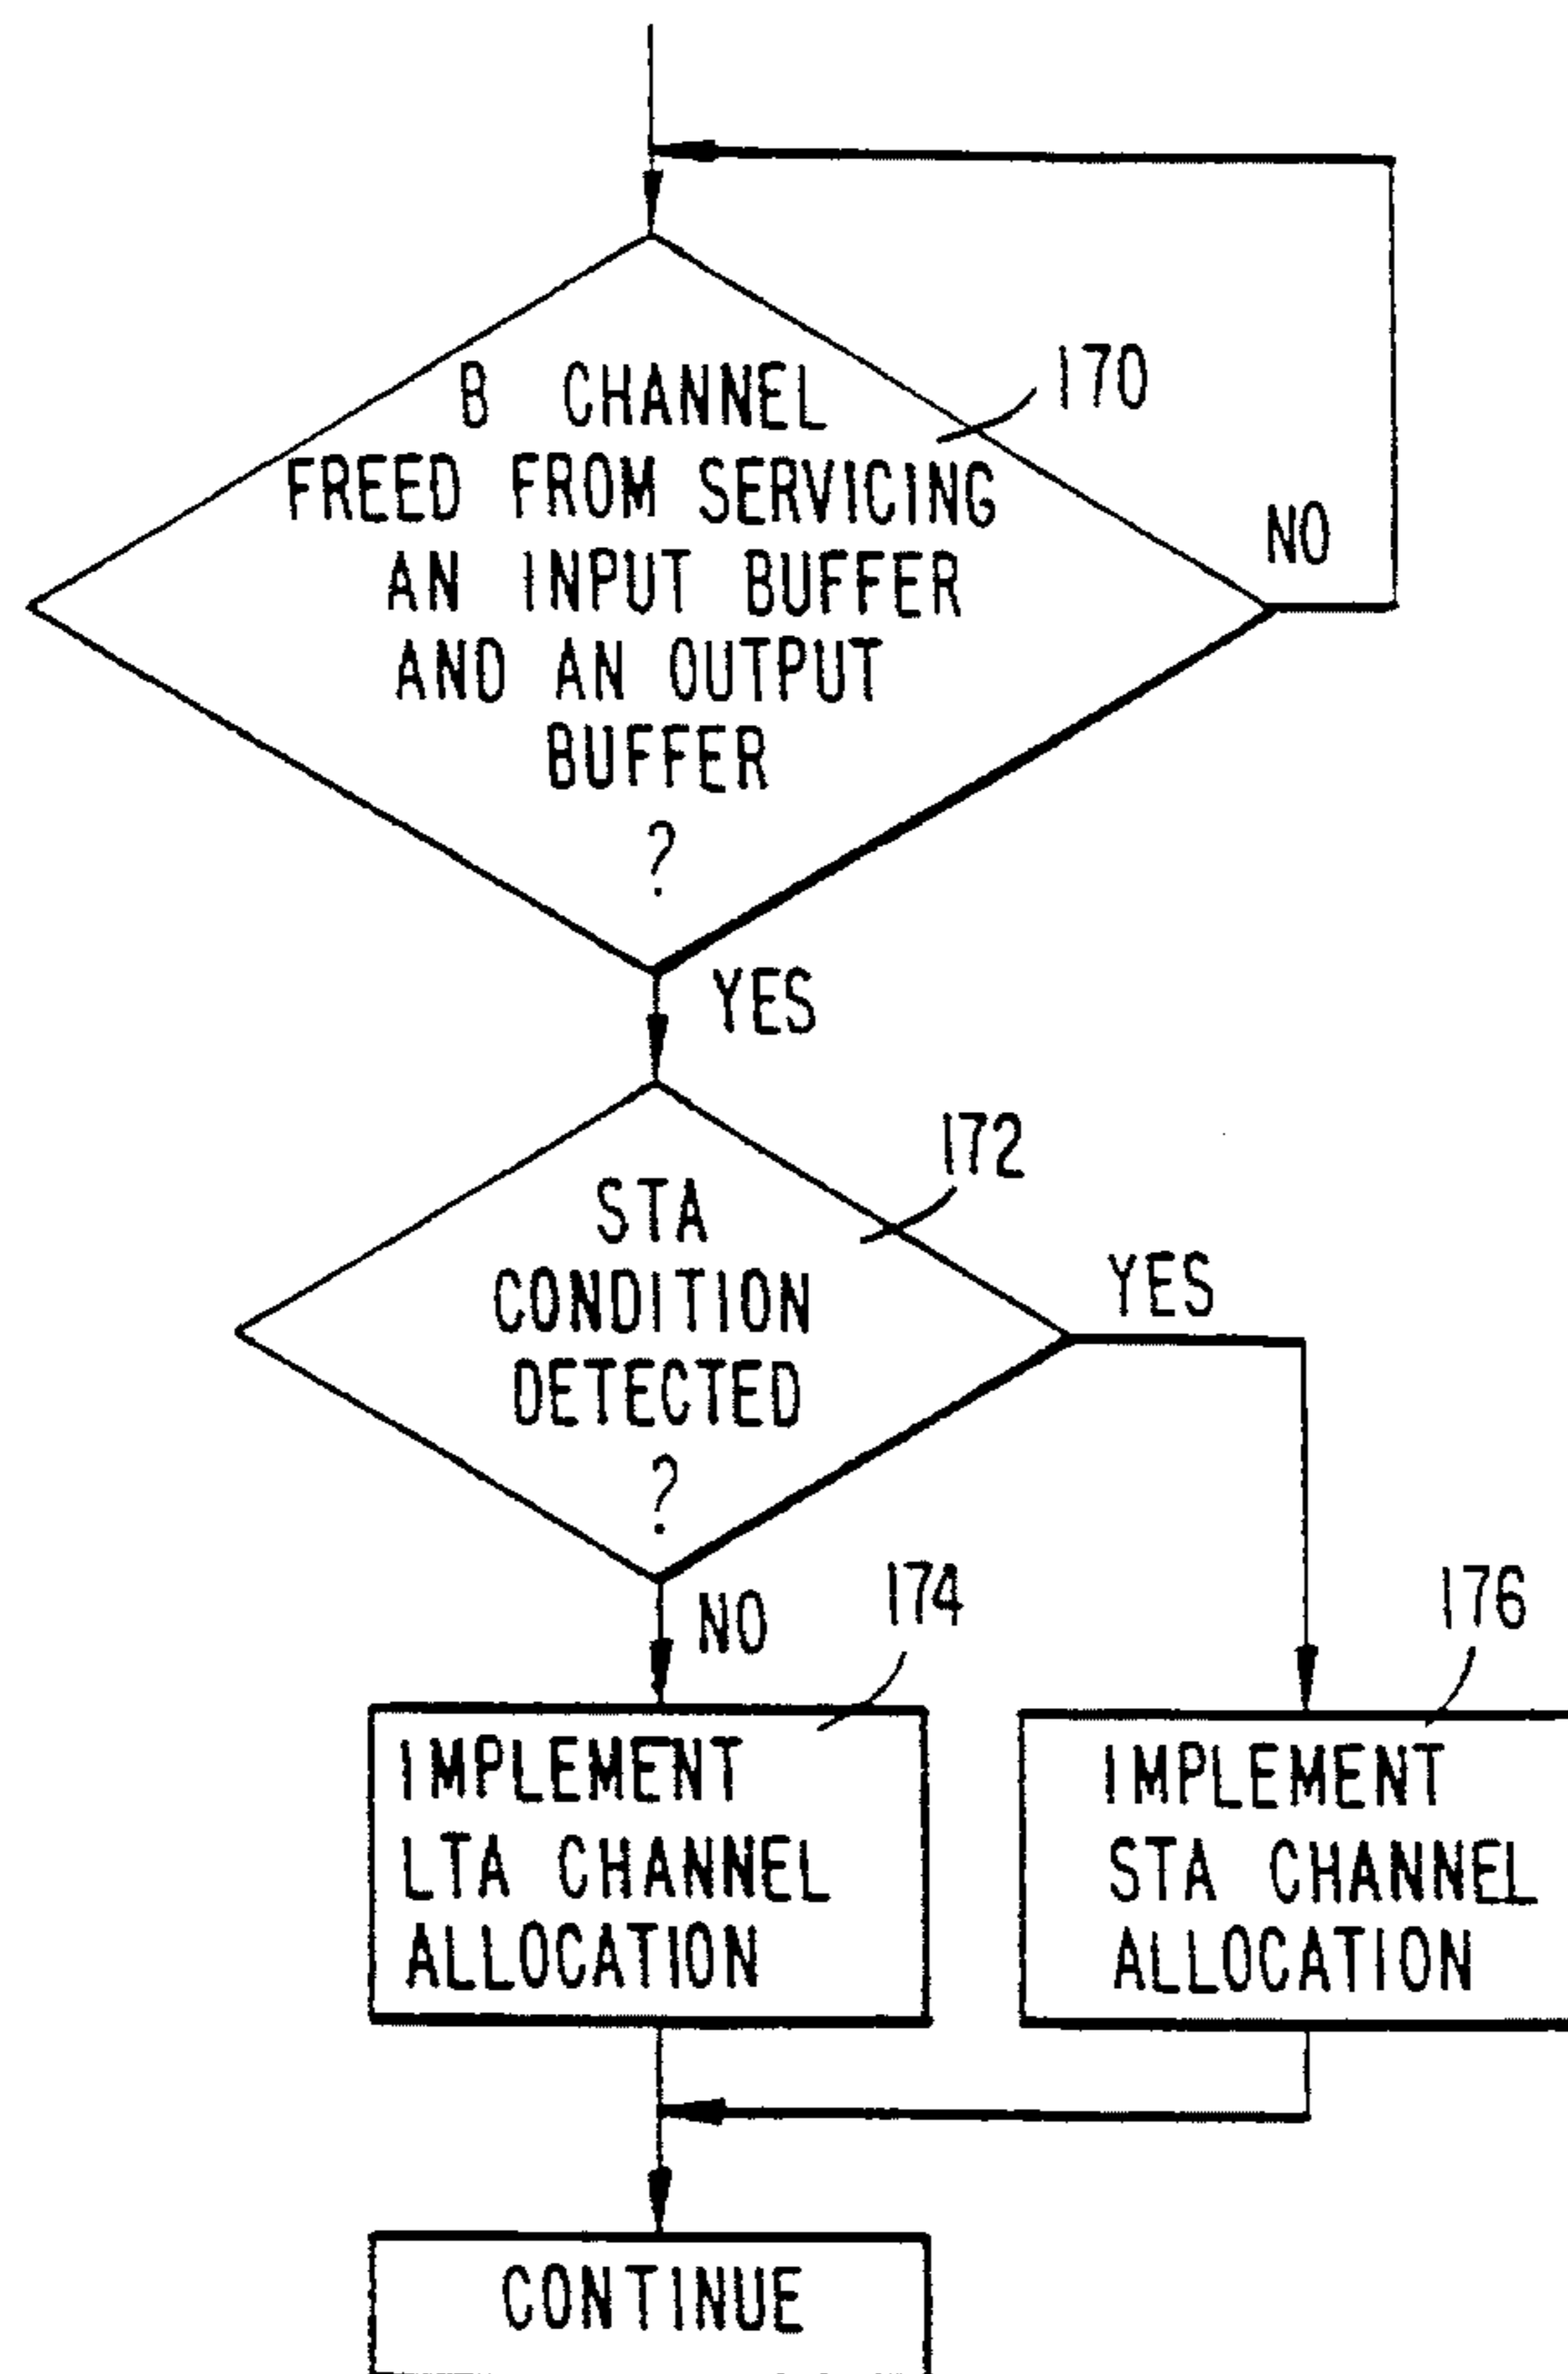 B CHANNEL
FREED FROM SERVICING
AN INPUT BUFFER
AND AN OUTPUT
BUFFER
?
170
NO
YES
STA
CONDITION
DETECTED
?
172
YES
NO
174
IMPLEMENT
LTA CHANNEL
ALLOCATION
176
IMPLEMENT
STA CHANNEL
ALLOCATION
CONTINUE